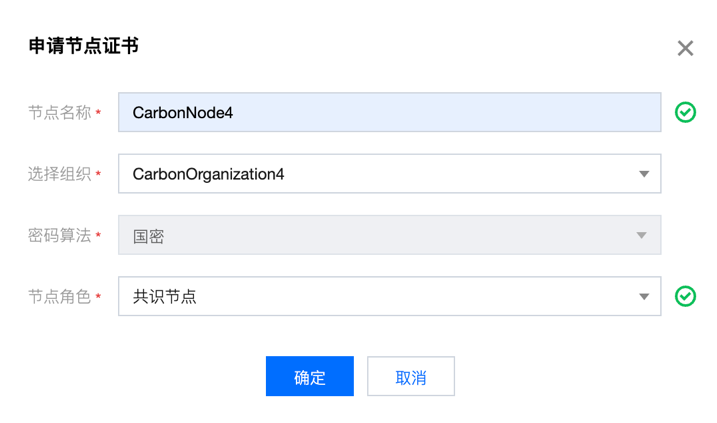 申请节点证书
节点名称 * CarbonNode4
选择组织 * CarbonOrganization4
密码算法 * 国密
节点角色 * 共识节点
确定 取消